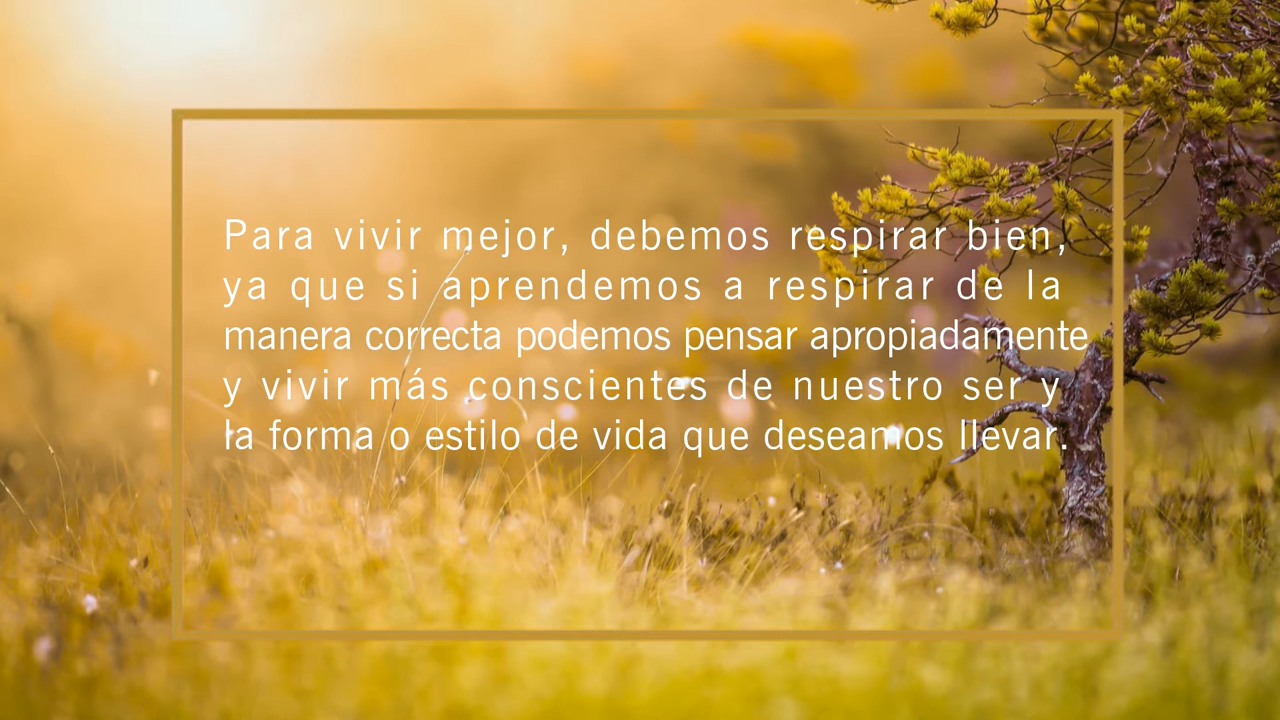 Para vivir mejor, debemos respirar bien,
ya que si aprendemos a respirar de la
manera correcta podemos pensar apropiadamente
y vivir más conscientes de nuestro ser y
la forma o estilo de vida que deseamos llevar.